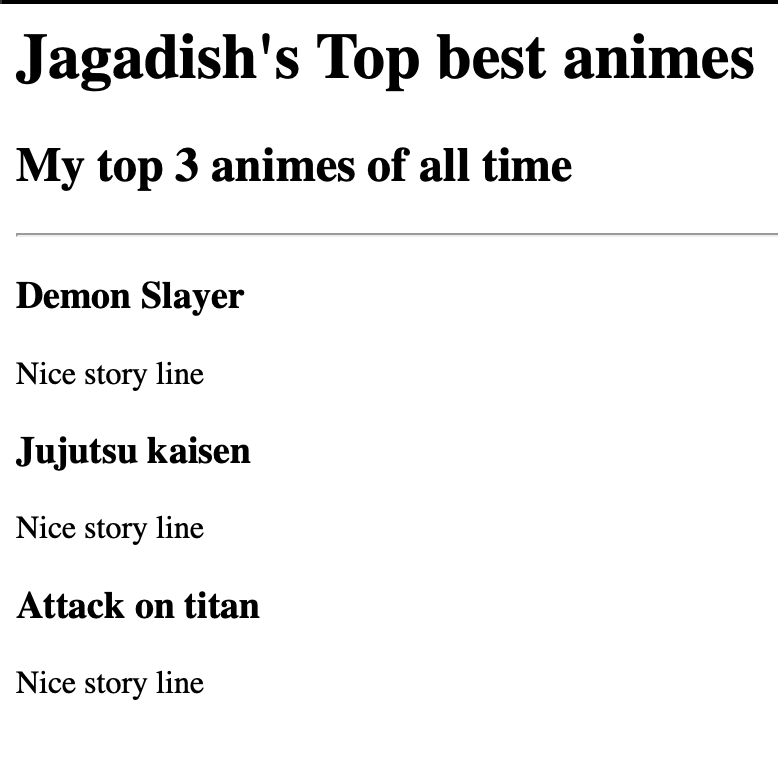 Jagadish's Top best animes
My top 3 animes of all time
Demon Slayer
Nice story line
Jujutsu kaisen
Nice story line
Attack on titan
Nice story line